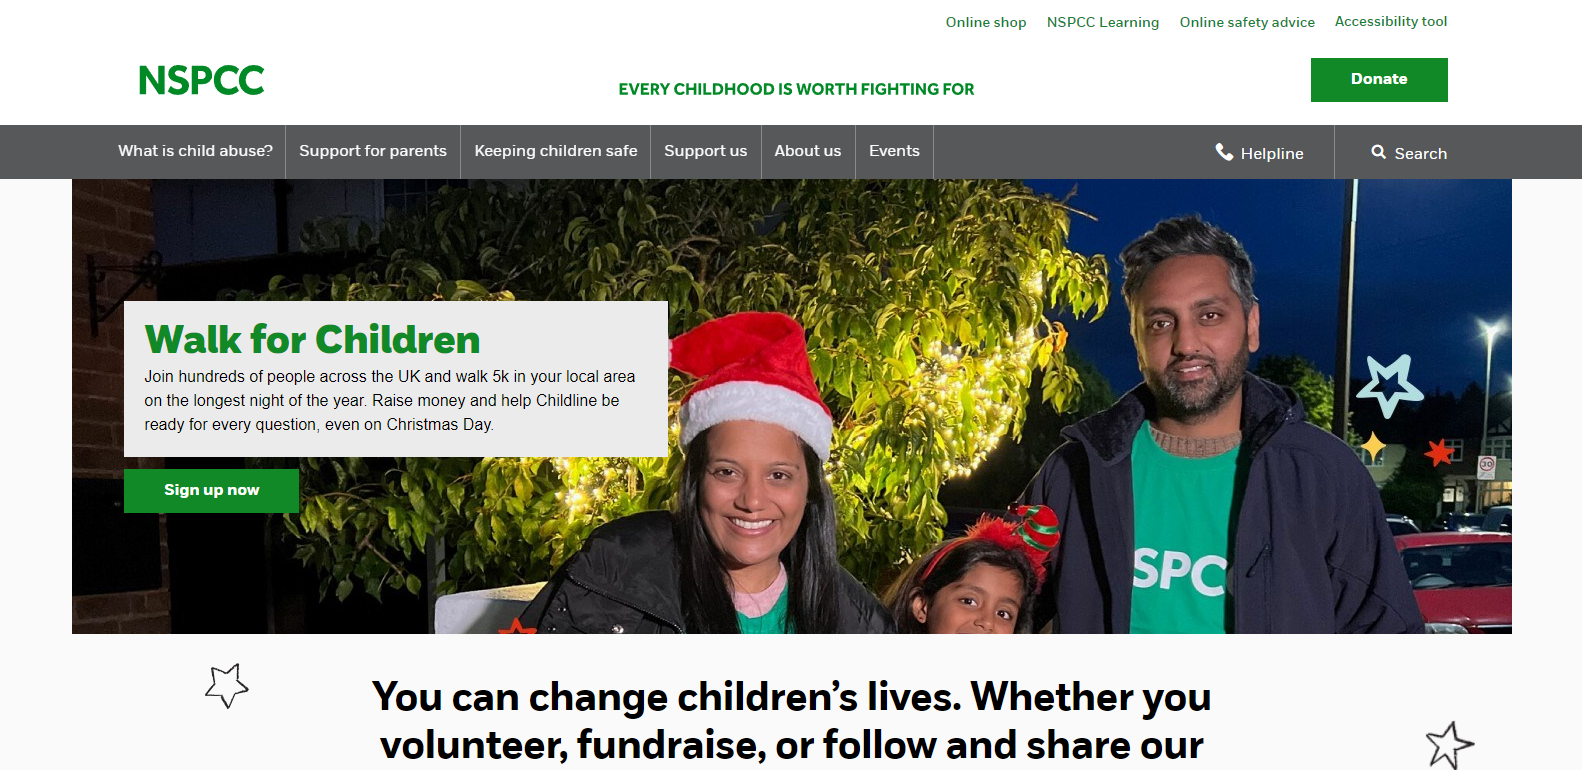 Online shop NSPCC Learning Online safety advice Accessibility tool
NSPCC
EVERY CHILDHOOD IS WORTH FIGHTING FOR
Donate
What is child abuse? Support for parents Keeping children safe Support us About us Events Helpline Search
Walk for Children
Join hundreds of people across the UK and walk 5k in your local area
on the longest night of the year. Raise money and help Childline be
ready for every question, even on Christmas Day.
Sign up now
30
SPC
You can change children’s lives. Whether you
volunteer, fundraise, or follow and share our